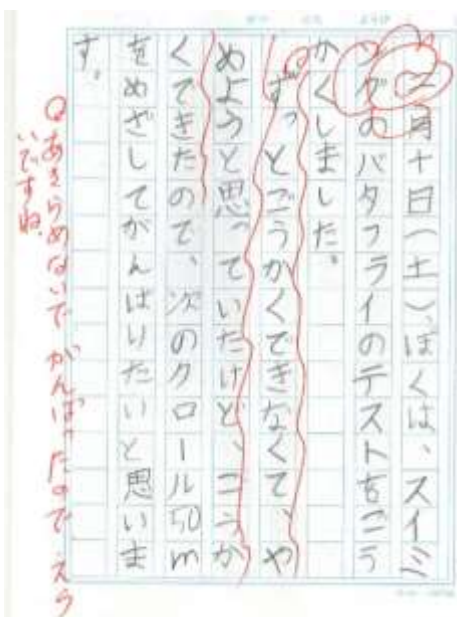 二月十日(土)、ぼくは、スイミ
ングのバタフライのテストをごう
かくしました。
ずっとごうかくできなくて、や
めようと思っていたけど、ごうか
くできたので、次のクロール50m
をめざしてがんばりたいと思いま
す。
あきらめないで がんばったので えら
いですね。